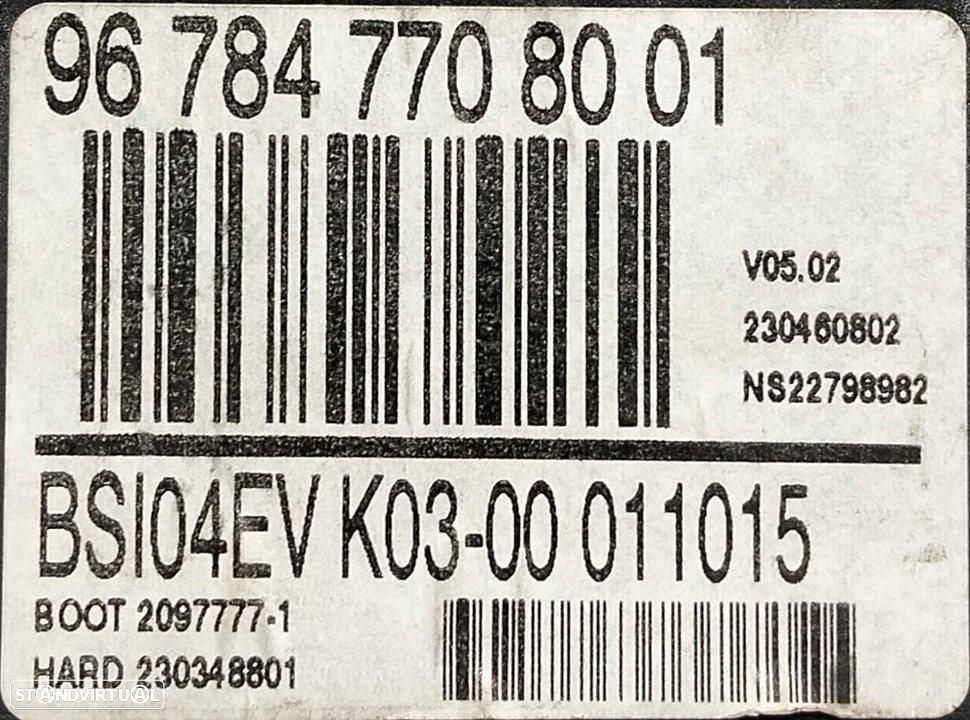 96 784 770 80 01
V05.02
230460802
NS22798982
BSI04EV K03-00 011015
BOOT 2097777-1
HARD 230348801
STANDVIRTUAL